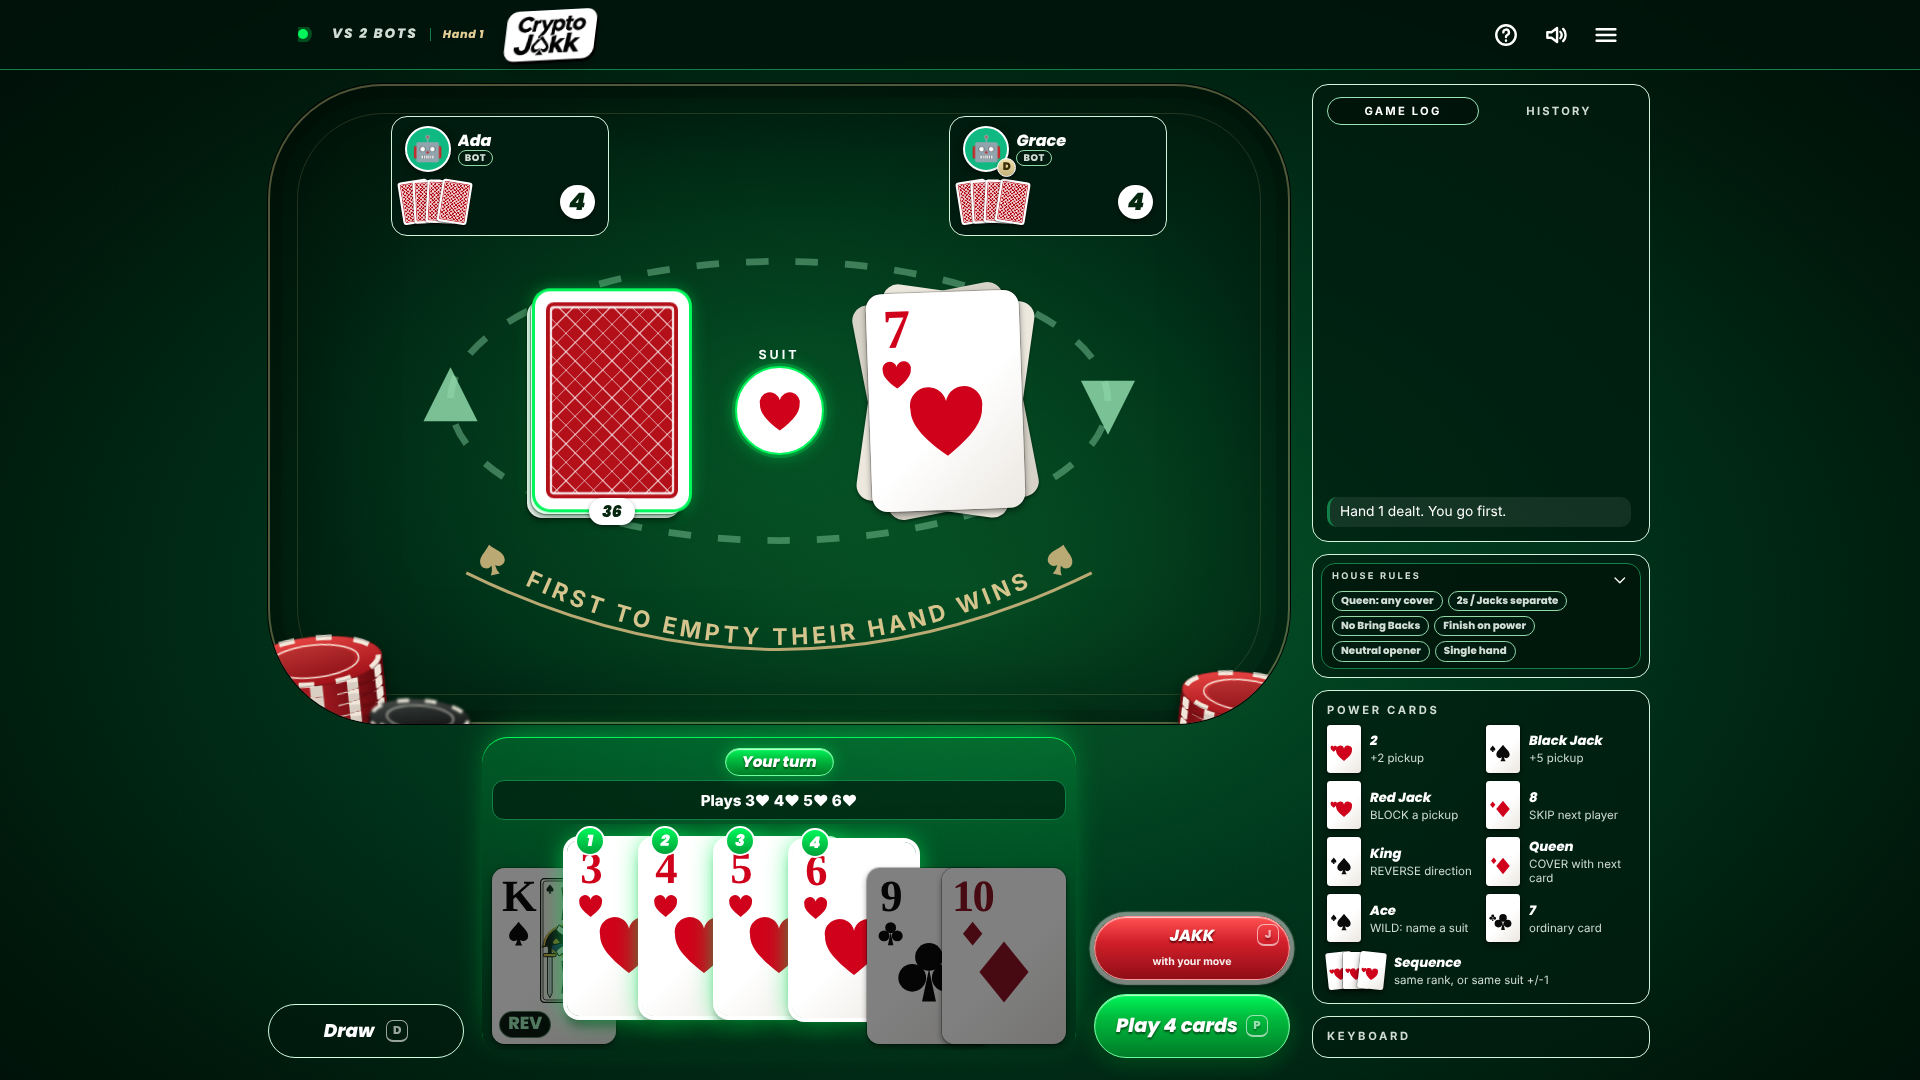 VS 2 BOTS
Hand 1
Crypto
Jakk
Ada
BOT
4
Grace
D
BOT
4
SUIT
7
36
FIRST TO EMPTY THEIR HAND WINS
Your turn
Plays 3♥ 4♥ 5♥ 6♥
1
2
3
4
K
3
4
5
6
9
10
REV
Draw D
JAKK J
with your move
Play 4 cards P
GAME LOG
HISTORY
Hand 1 dealt. You go first.
HOUSE RULES
Queen: any cover
2s / Jacks separate
No Bring Backs
Finish on power
Neutral opener
Single hand
POWER CARDS
2
+2 pickup
Black Jack
+5 pickup
Red Jack
BLOCK a pickup
8
SKIP next player
King
REVERSE direction
Queen
COVER with next
card
Ace
WILD: name a suit
7
ordinary card
Sequence
same rank, or same suit +/-1
KEYBOARD